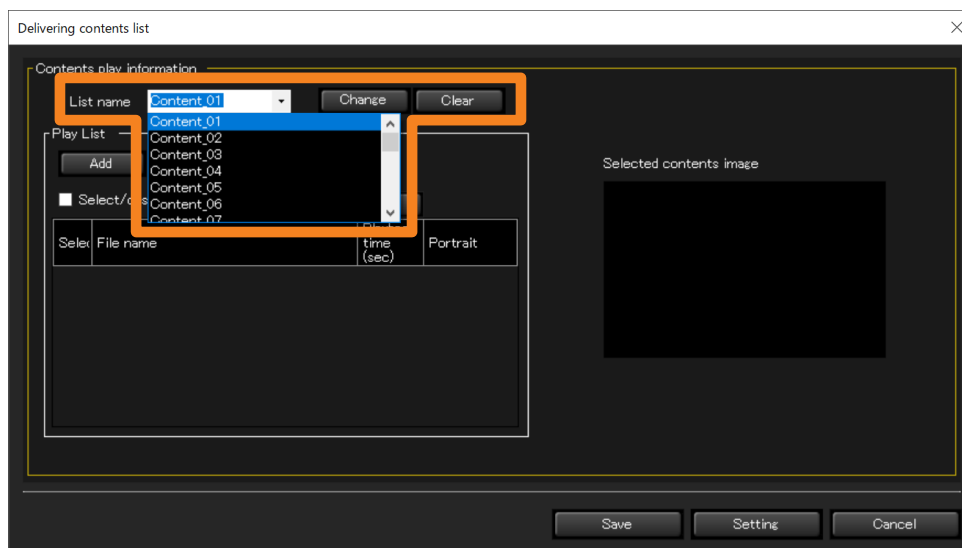 Delivering contents list
Contents play information
List name Content_01 Change Clear
Content_01
Content_02
Content_03
Content_04
Content_05
Content_06
Content_07
Play List
Add
Select/
Selected contents image
File name
time
(sec)
Portrait
Save Setting Cancel